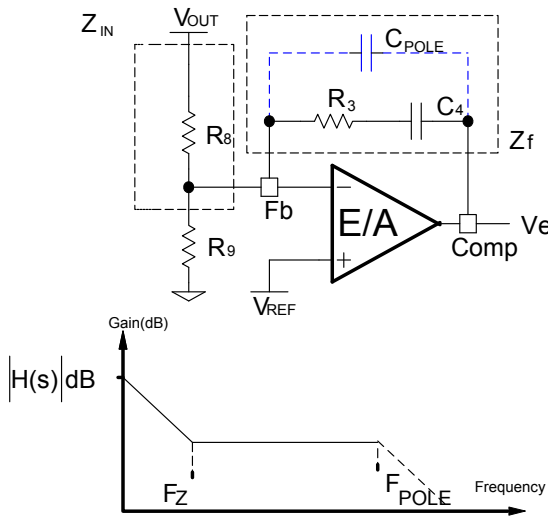 ZIN
VOUT
CPOLE
R3
C4
R8
Zf
−
Fb
E/A
Ve
R9
+
Comp
VREF
Gain(dB)
|H(s)|dB
FZ
FPOLE
Frequency